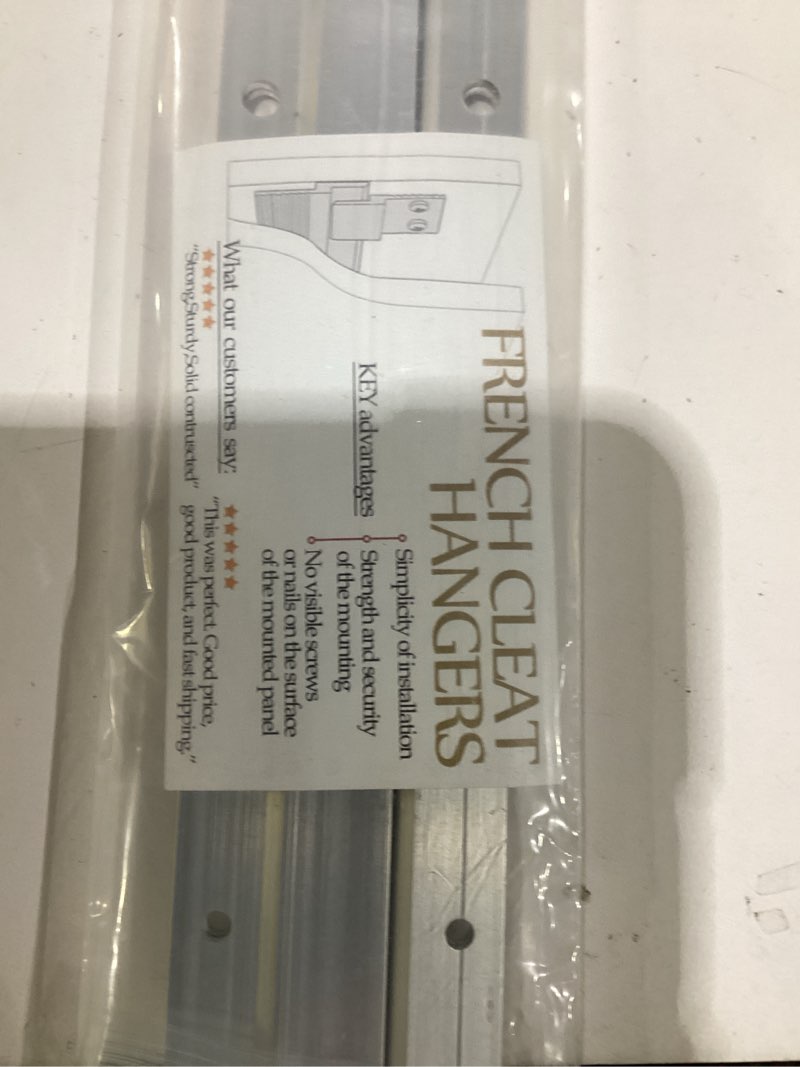 FRENCH CLEAT
HANGERS
KEY advantages
Simplicity of installation
Strength and security
of the mounting
No visible screws
or nails on the surface
of the mounted panel
What our customers say:
"Strong,Sturdy,Solid contruscted"
"This was perfect. Good price,
good product, and fast shipping."